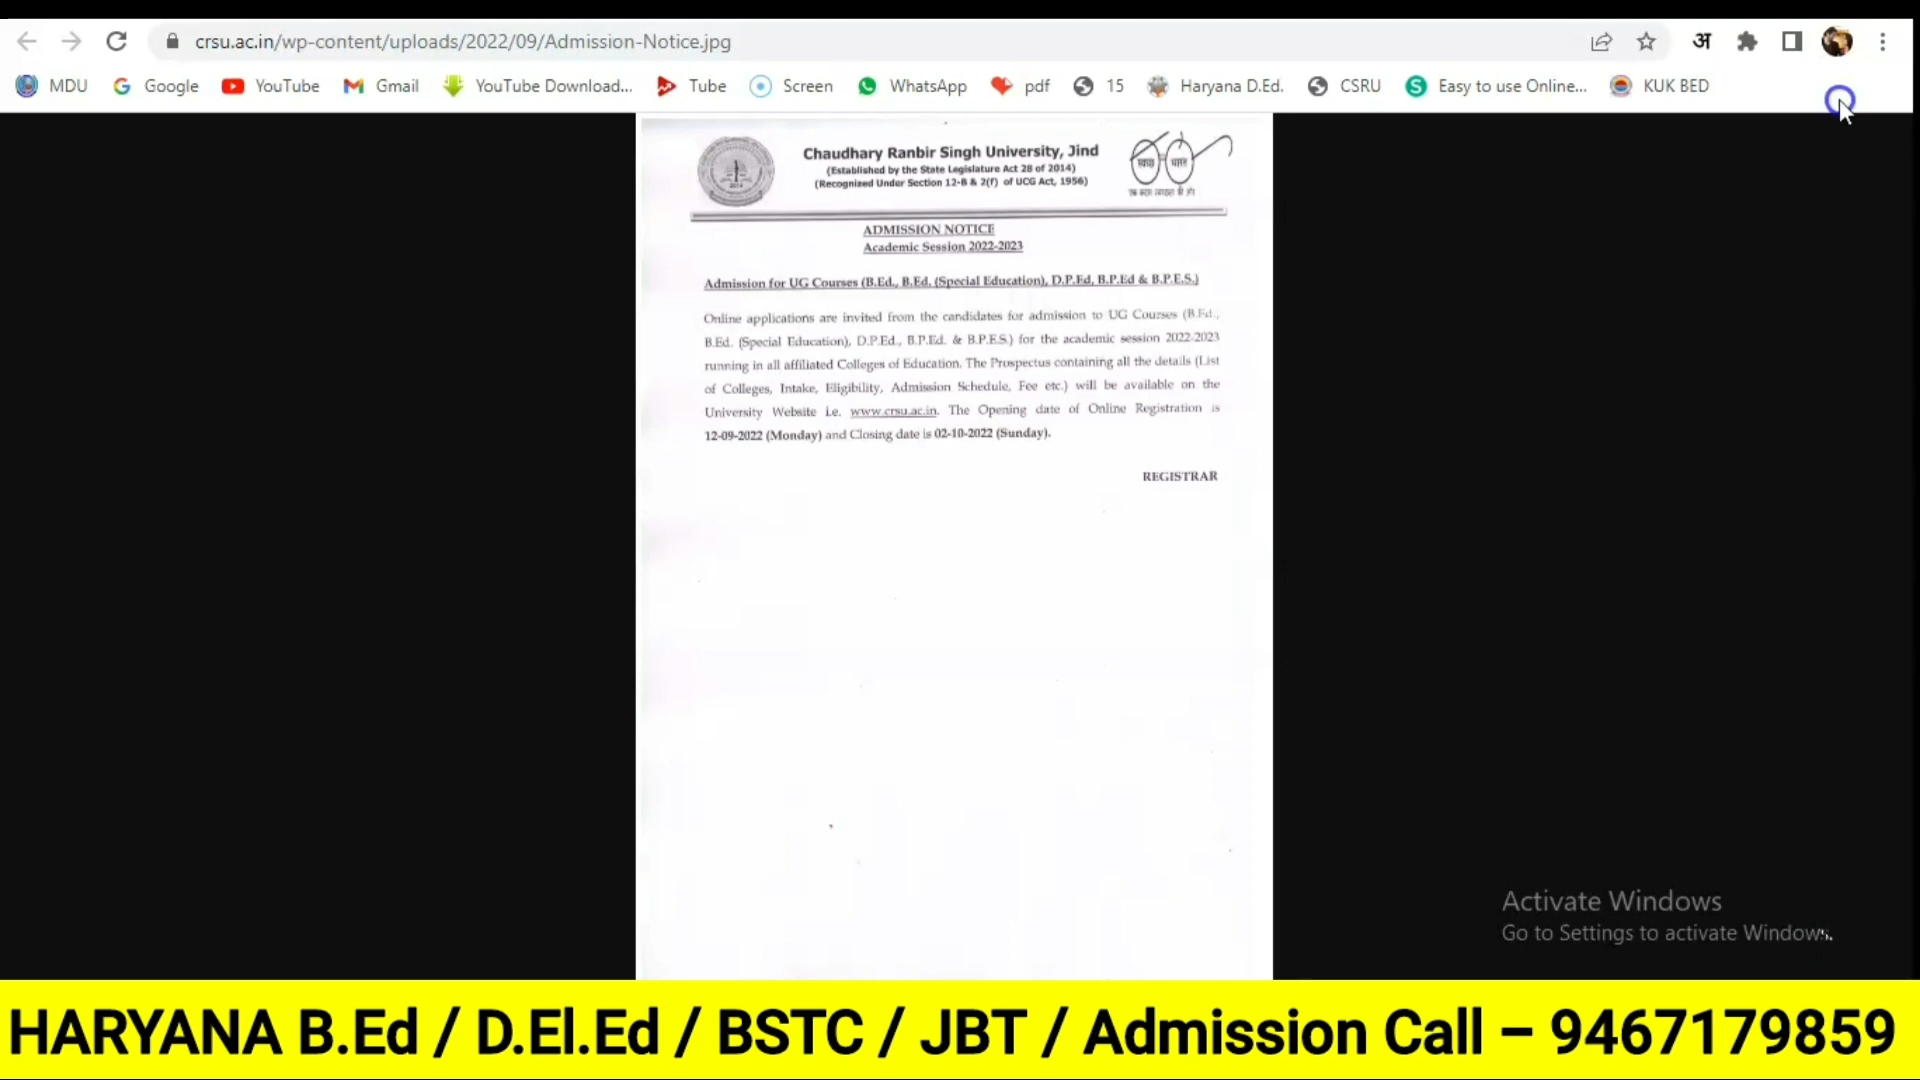 crsu.ac.in/wp-content/uploads/2022/09/Admission-Notice.jpg
अ
MDU Google YouTube Gmail YouTube Download... Tube Screen WhatsApp pdf 15 Haryana D.Ed. CSRU Easy to use Online... KUK BED
Chaudhary Ranbir Singh University, Jind
(Established by the State Legislature Act 28 of 2014)
(Recognized Under Section 12-B & 2(f) of UCG Act, 1956)
ADMISSION NOTICE
Academic Session 2022-2023
Admission for UG Courses (B.Ed., B.Ed. (Special Education), D.P.Ed, B.P.Ed & B.P.E.S.)
Online applications are invited from the candidates for admission to UG Courses (B.Ed.,
B.Ed. (Special Education), D.P.Ed., B.P.Ed. & B.P.E.S.) for the academic session 2022-2023
running in all affiliated Colleges of Education. The Prospectus containing all the details (List
of Colleges, Intake, Eligibility, Admission Schedule, Fee etc.) will be available on the
University Website i.e. www.crsu.ac.in. The Opening date of Online Registration is
12-09-2022 (Monday) and Closing date is 02-10-2022 (Sunday).
REGISTRAR
Activate Windows
Go to Settings to activate Windows.
HARYANA B.Ed / D.El.Ed / BSTC / JBT / Admission Call – 9467179859